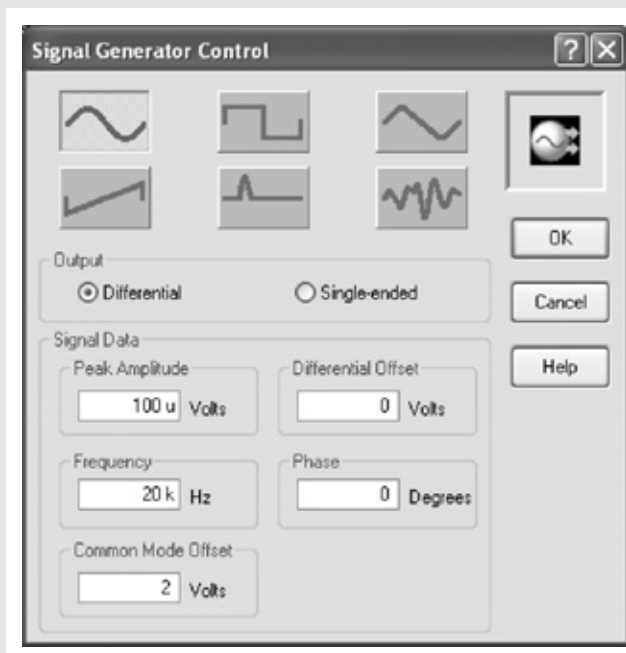 Signal Generator Control
OK
Output
Differential Single-ended
Cancel
Signal Data
Peak Amplitude Differential Offset
Help
100 u Volts 0 Volts
Frequency Phase
20 k Hz 0 Degrees
Common Mode Offset
2 Volts